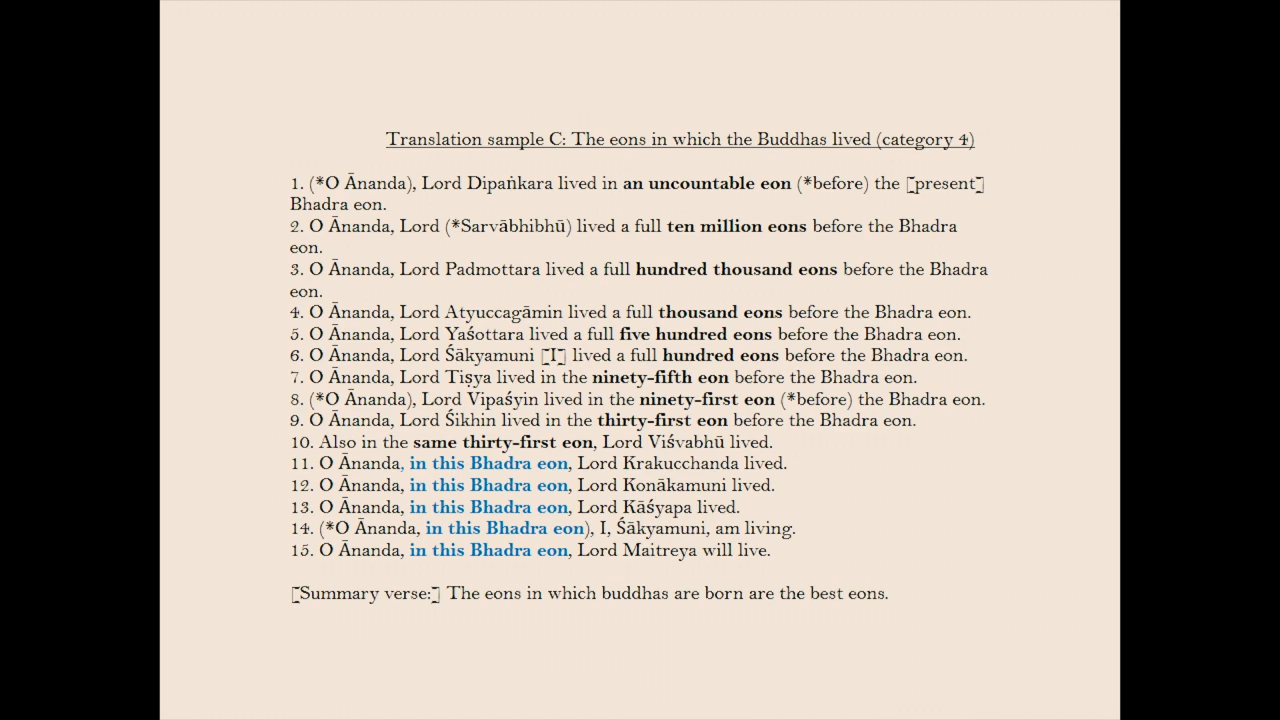 Translation sample C: The eons in which the Buddhas lived (category 4)
1. (*O Ānanda), Lord Dipaṅkara lived in an uncountable eon (*before) the [present]
Bhadra eon.
2. O Ānanda, Lord (*Sarvābhibhū) lived a full ten million eons before the Bhadra
eon.
3. O Ānanda, Lord Padmottara lived a full hundred thousand eons before the Bhadra
eon.
4. O Ānanda, Lord Atyuccagāmin lived a full thousand eons before the Bhadra eon.
5. O Ānanda, Lord Yaśottara lived a full five hundred eons before the Bhadra eon.
6. O Ānanda, Lord Śākyamuni [I] lived a full hundred eons before the Bhadra eon.
7. O Ānanda, Lord Tiṣya lived in the ninety-fifth eon before the Bhadra eon.
8. (*O Ānanda), Lord Vipaśyin lived in the ninety-first eon (*before) the Bhadra eon.
9. O Ānanda, Lord Śikhin lived in the thirty-first eon before the Bhadra eon.
10. Also in the same thirty-first eon, Lord Viśvabhū lived.
11. O Ānanda, in this Bhadra eon, Lord Krakucchanda lived.
12. O Ānanda, in this Bhadra eon, Lord Konākamuni lived.
13. O Ānanda, in this Bhadra eon, Lord Kāśyapa lived.
14. (*O Ānanda, in this Bhadra eon), I, Śākyamuni, am living.
15. O Ānanda, in this Bhadra eon, Lord Maitreya will live.
[Summary verse:] The eons in which buddhas are born are the best eons.